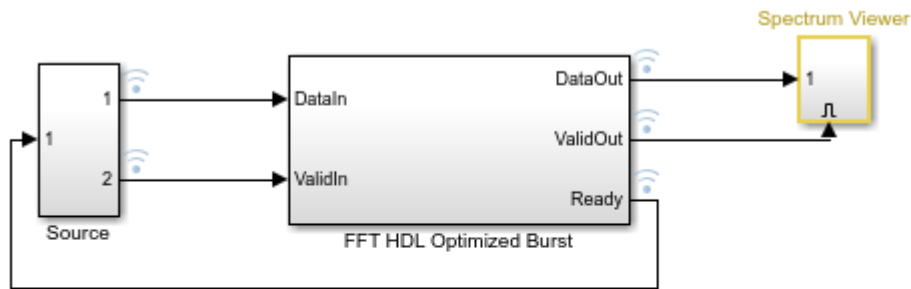 Spectrum Viewer
1
1
2
Source
DataIn
ValidIn
DataOut
ValidOut
Ready
FFT HDL Optimized Burst
1